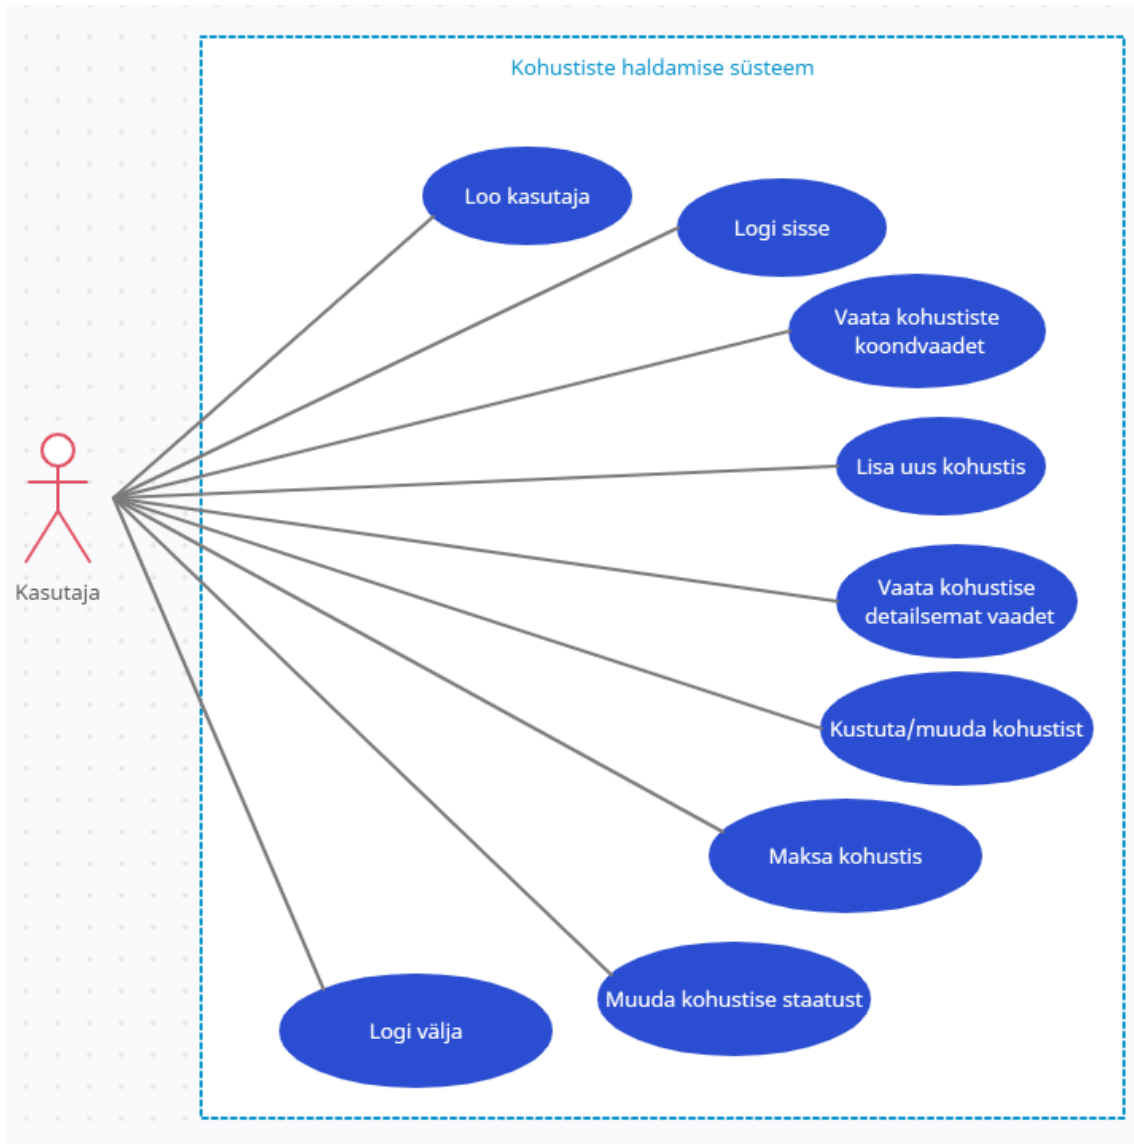 Kohustiste haldamise süsteem
Loo kasutaja
Logi sisse
Vaata kohustiste
koondvaadet
Lisa uus kohustis
Vaata kohustise
detailsemat vaadet
Kasutaja
Kustuta/muuda kohustist
Maksa kohustis
Muuda kohustise staatust
Logi välja